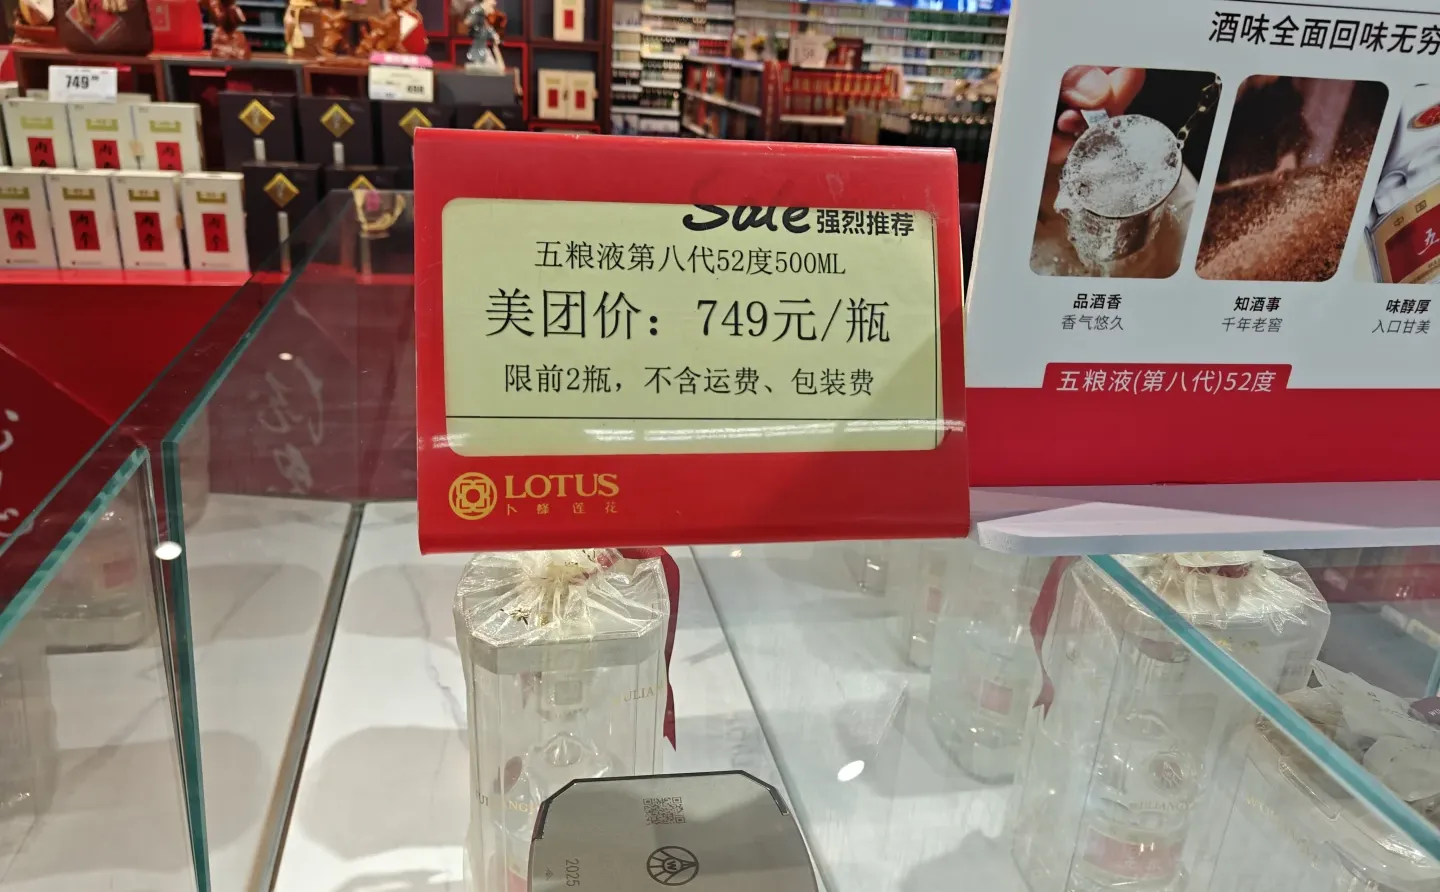 749
Sale 强烈推荐
五粮液第八代52度500ML
美团价：749元/瓶
限前2瓶，不含运费、包装费
LOTUS
卜蜂莲花
酒味全面回味无穷
品酒香
香气悠久
知酒事
千年老窖
味醇厚
入口甘美
五粮液(第八代)52度
中国
五
2025